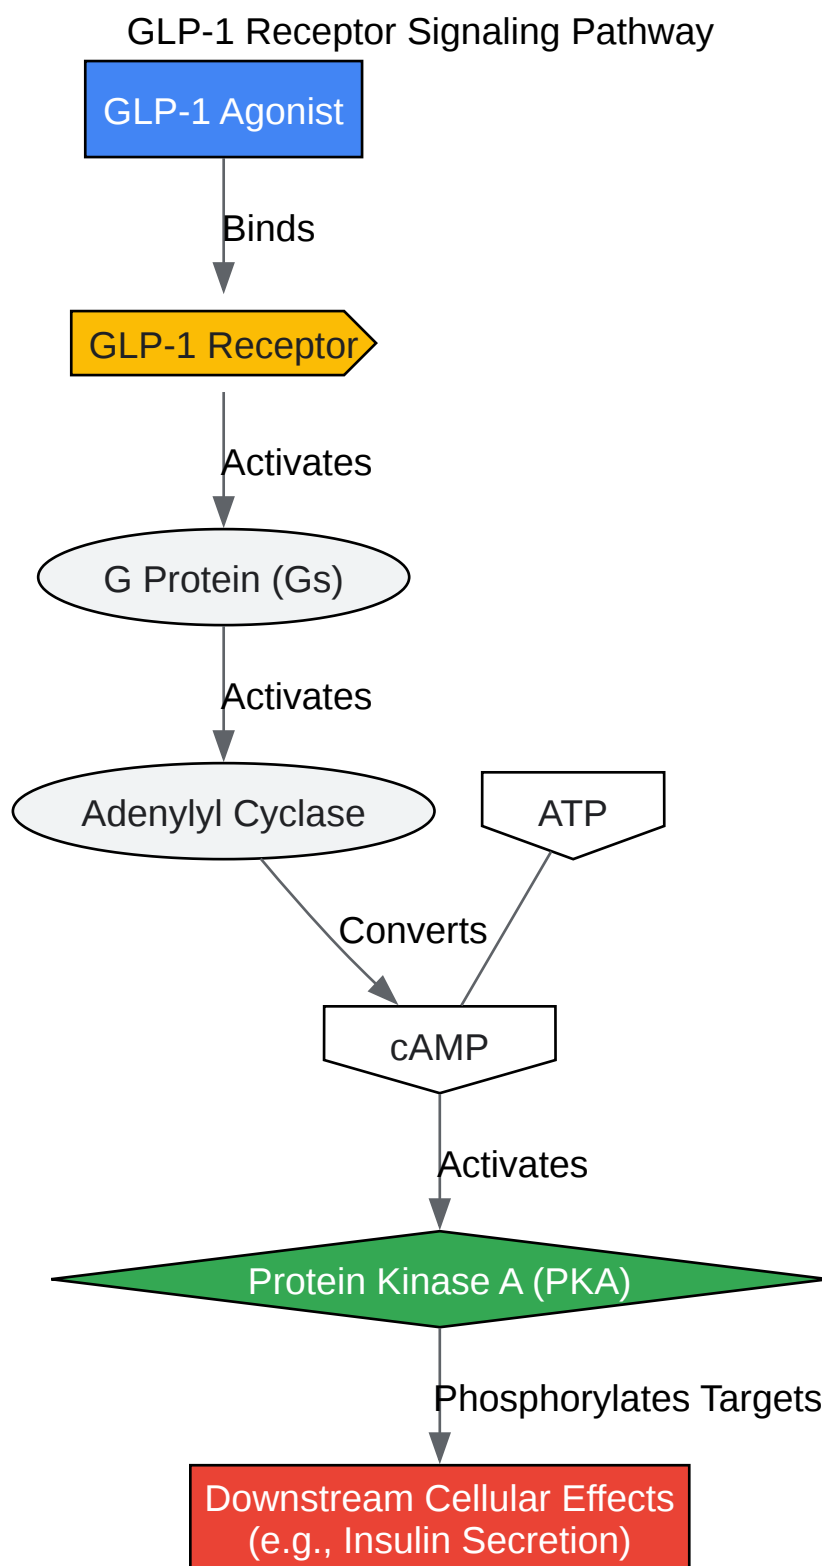 GLP-1 Receptor Signaling Pathway
GLP-1 Agonist
Binds
GLP-1 Receptor
Activates
G Protein (Gs)
Activates
Adenylyl Cyclase
ATP
Converts
cAMP
Activates
Protein Kinase A (PKA)
Phosphorylates Targets
Downstream Cellular Effects
(e.g., Insulin Secretion)